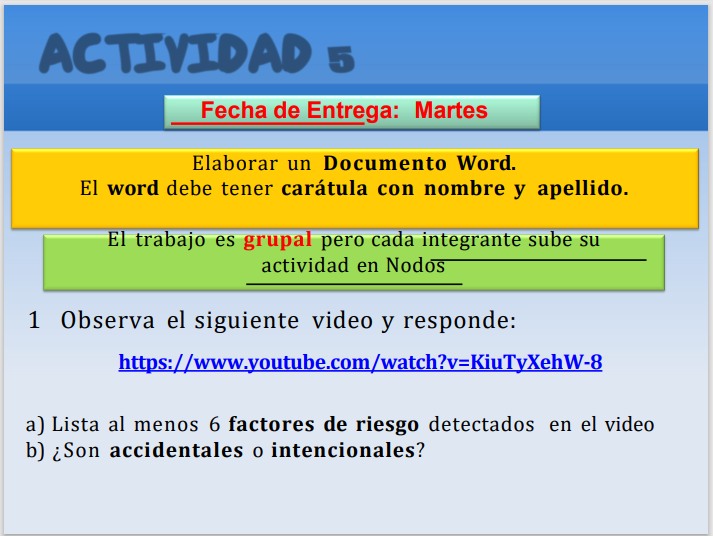 ACTIVIDAD 5
Fecha de Entrega: Martes
Elaborar un Documento Word.
El word debe tener carátula con nombre y apellido.
El trabajo es grupal pero cada integrante sube su
actividad en Nodos
1 Observa el siguiente video y responde:
https://www.youtube.com/watch?v=KiuTyXehW-8
a) Lista al menos 6 factores de riesgo detectados en el video
b) ¿Son accidentales o intencionales?